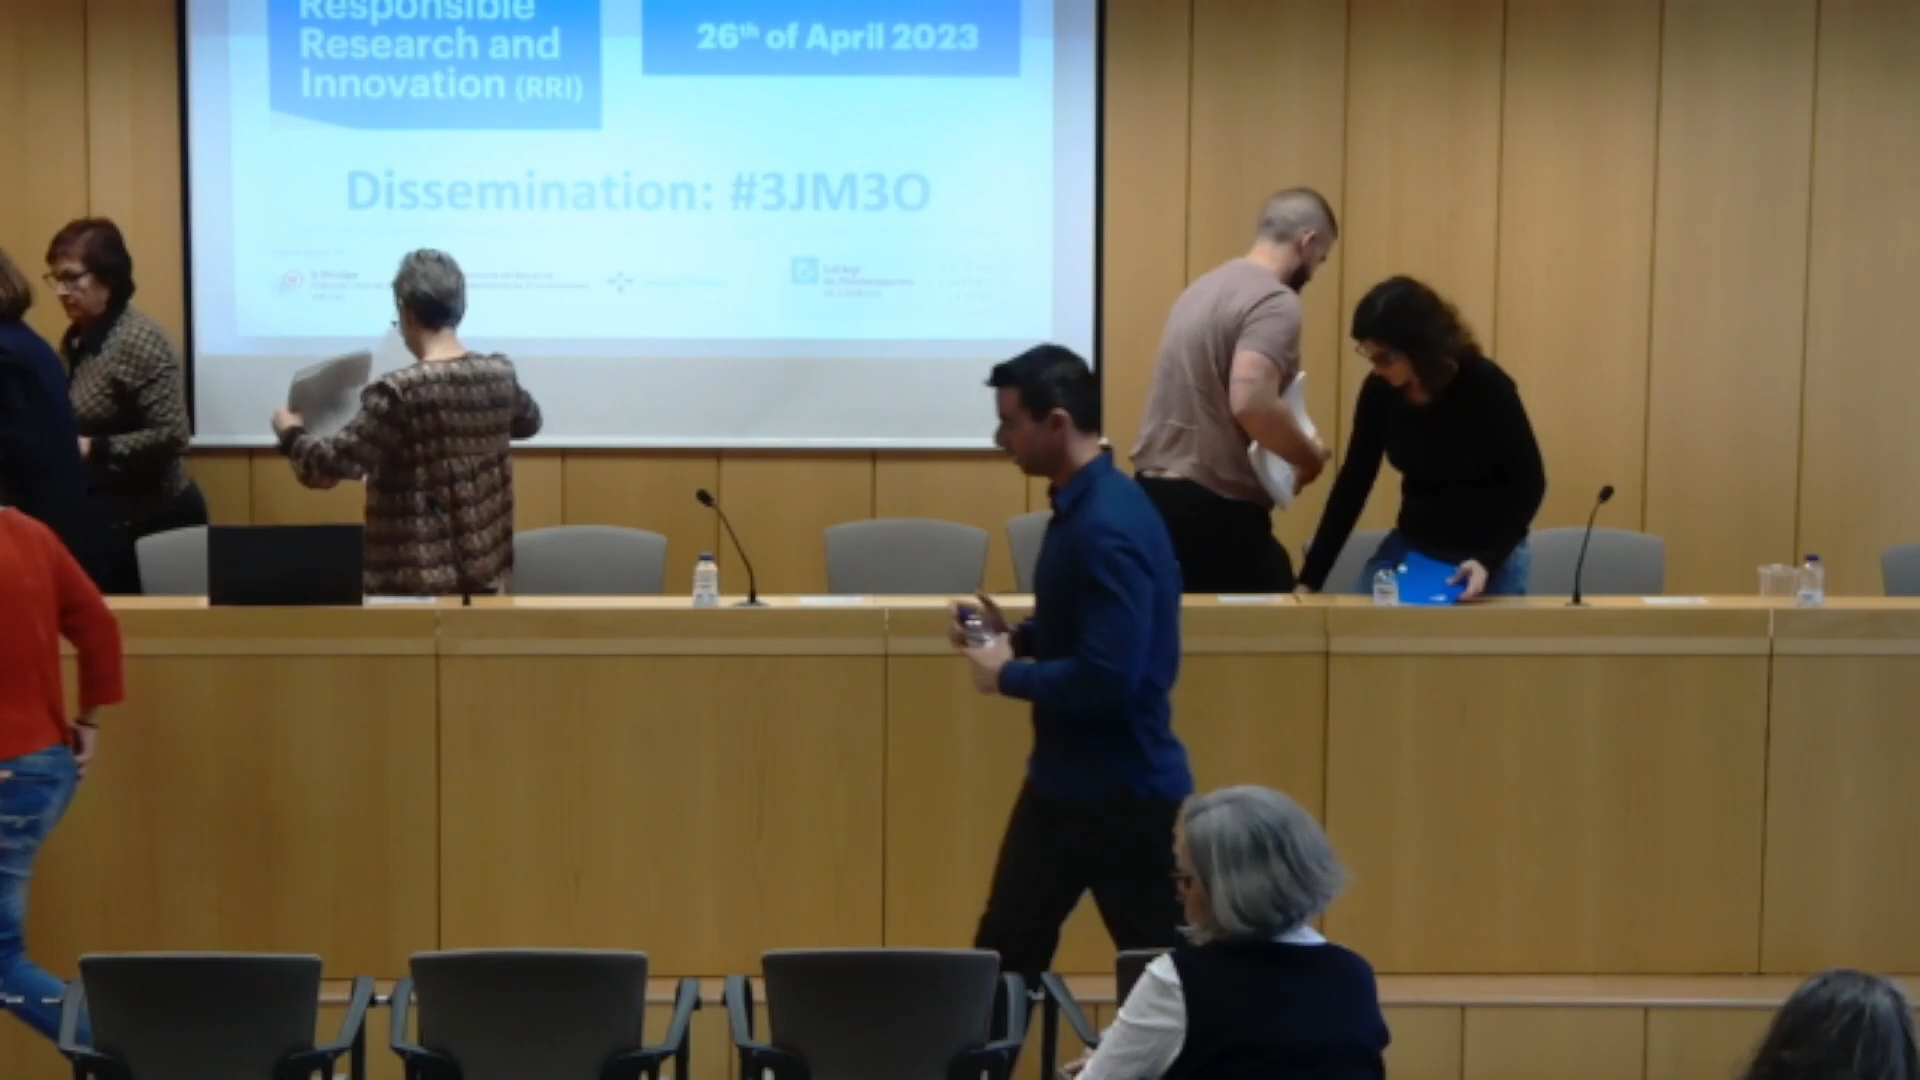 Responsible
Research and
Innovation (RRI)
26th of April 2023
Dissemination: #3JM3O